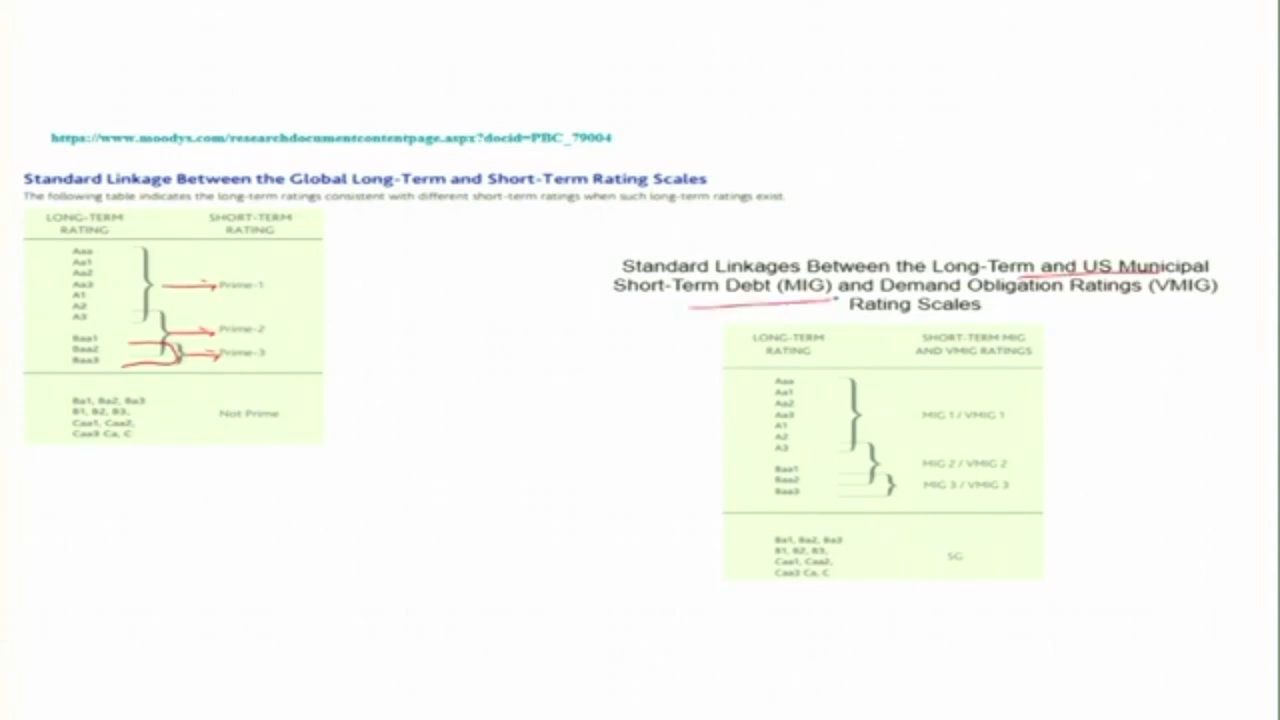 https://www.moodys.com/researchdocumentcontentpage.aspx?docid=PBC_79004
Standard Linkage Between the Global Long-Term and Short-Term Rating Scales
The following table indicates the long-term ratings consistent with different short-term ratings when such long-term ratings exist.
LONG-TERM RATING SHORT-TERM RATING
Aaa
Aa1
Aa2
Aa3 Prime-1
A1
A2
A3
Prime-2
Baa1
Baa2 Prime-3
Baa3
Ba1, Ba2, Ba3
B1, B2, B3, Not Prime
Caa1, Caa2,
Caa3 Ca, C
Standard Linkages Between the Long-Term and US Municipal
Short-Term Debt (MIG) and Demand Obligation Ratings (VMIG)
Rating Scales
LONG-TERM SHORT-TERM MIG
RATING AND VMIG RATINGS
Aaa
Aa1
Aa2
Aa3 MIG 1 / VMIG 1
A1
A2
A3
MIG 2 / VMIG 2
Baa1
Baa2 MIG 3 / VMIG 3
Baa3
Ba1, Ba2, Ba3
B1, B2, B3, SG
Caa1, Caa2,
Caa3 Ca, C